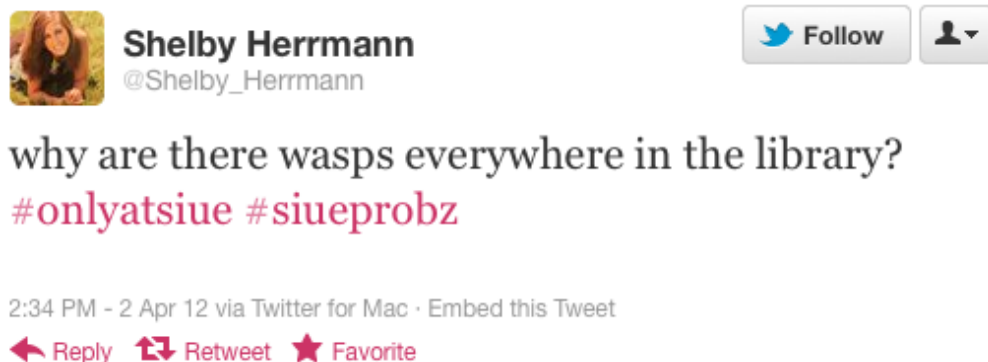 Shelby Herrmann
@Shelby_Herrmann
Follow
why are there wasps everywhere in the library?
#onlyatsiue #siueprobz
2:34 PM - 2 Apr 12 via Twitter for Mac · Embed this Tweet
Reply Retweet Favorite